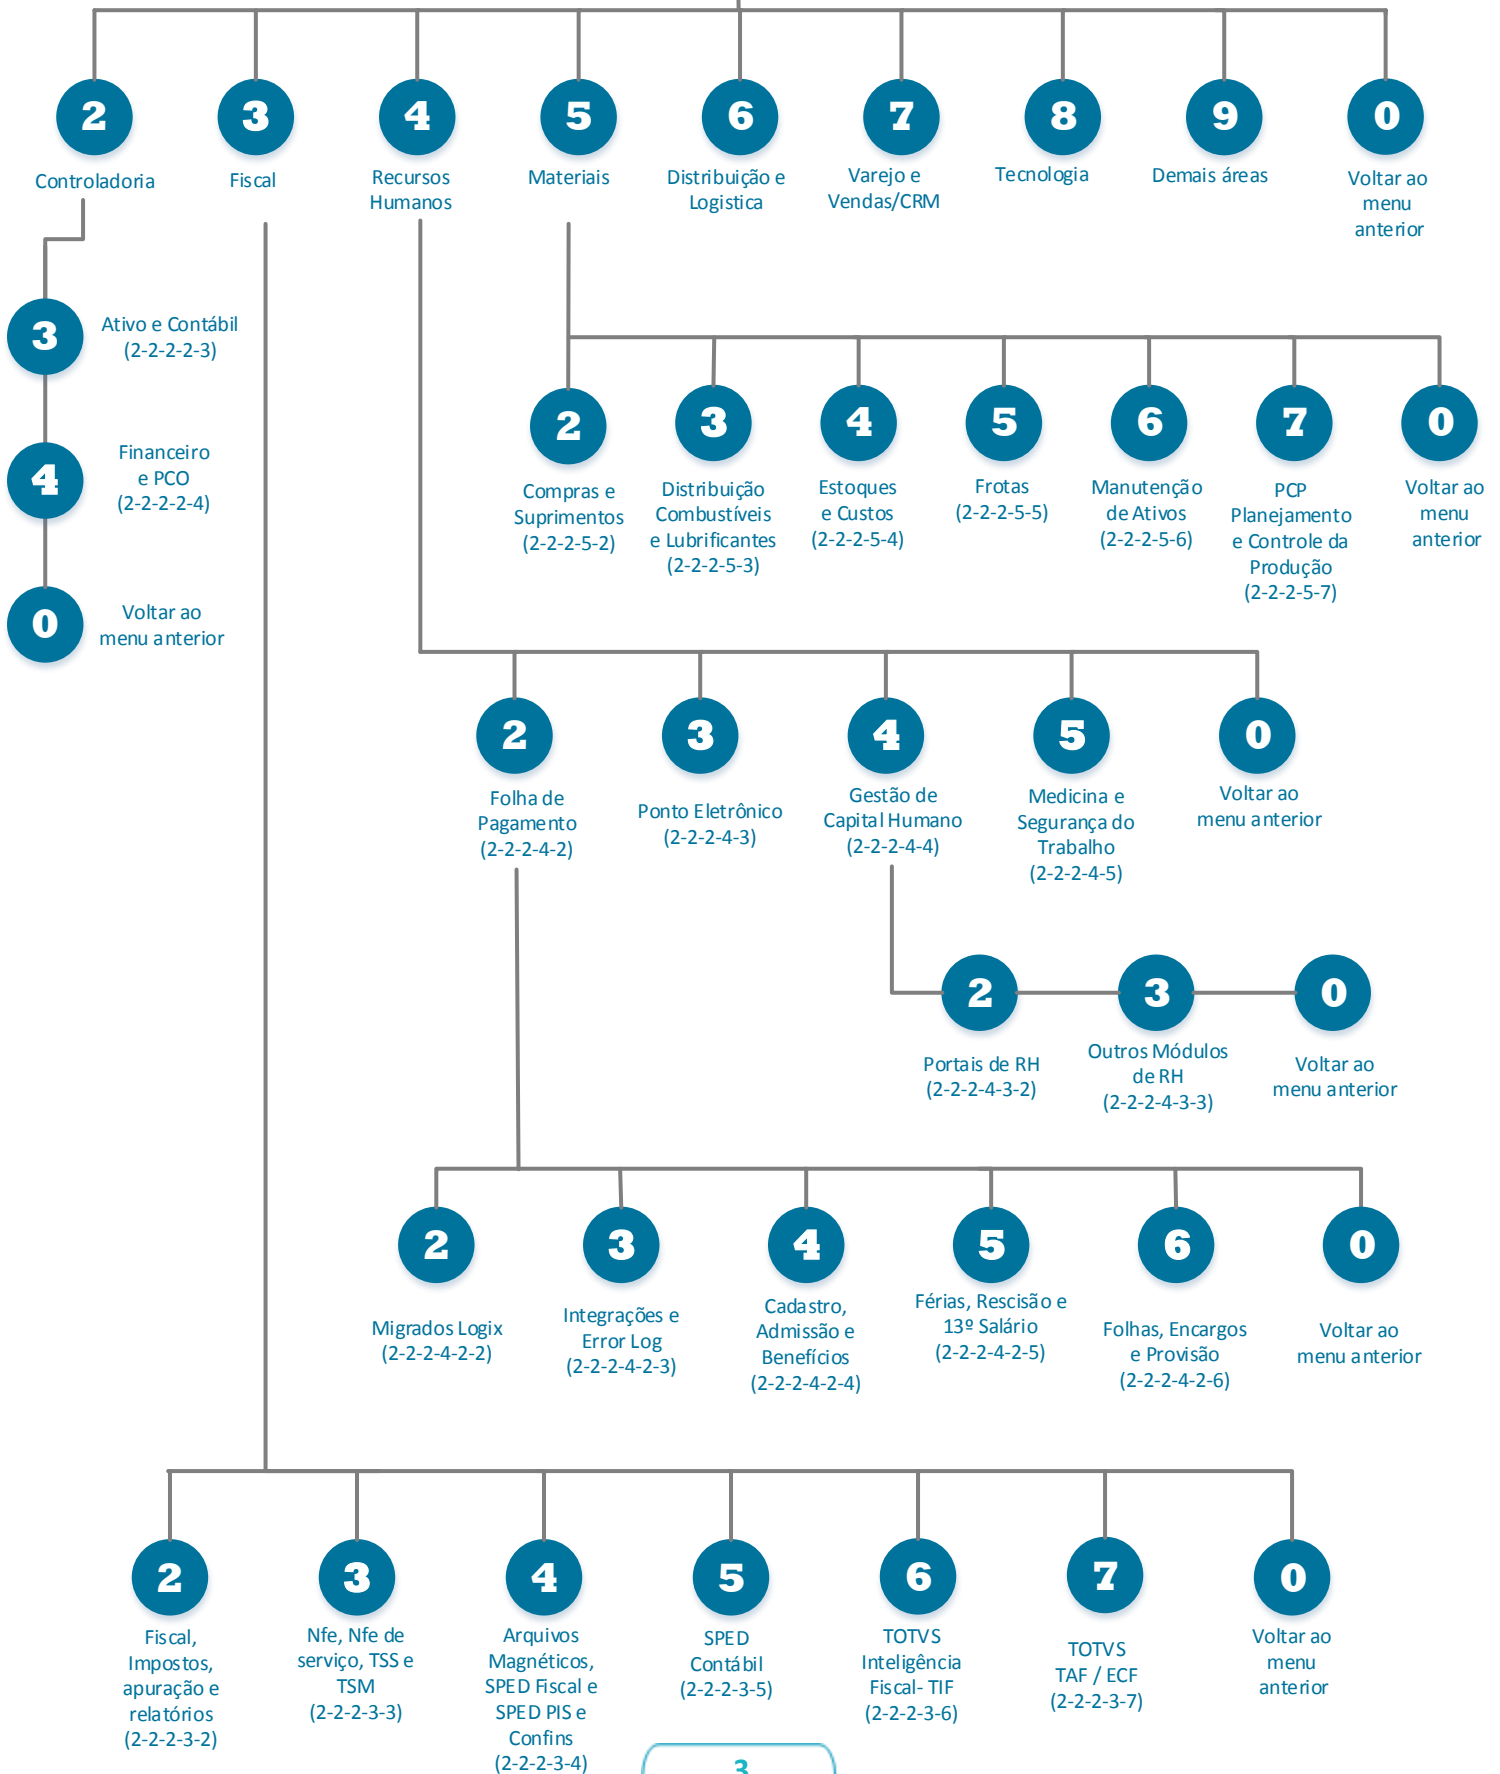 2
3
4
5
6
7
8
9
0
Controladoria
Fiscal
Recursos
Humanos
Materiais
Distribuição e
Logistica
Varejo e
Vendas/CRM
Tecnologia
Demais áreas
Voltar ao
menu
anterior
3
Ativo e Contábil
(2-2-2-2-3)
4
Financeiro
e PCO
(2-2-2-2-4)
0
Voltar ao
menu anterior
2
3
4
5
6
7
0
Compras e
Suprimentos
(2-2-2-5-2)
Distribuição
Combustíveis
e Lubrificantes
(2-2-2-5-3)
Estoques
e Custos
(2-2-2-5-4)
Frotas
(2-2-2-5-5)
Manutenção
de Ativos
(2-2-2-5-6)
PCP
Planejamento
e Controle da
Produção
(2-2-2-5-7)
Voltar ao
menu
anterior
2
3
4
5
0
Folha de
Pagamento
(2-2-2-4-2)
Ponto Eletrônico
(2-2-2-4-3)
Gestão de
Capital Humano
(2-2-2-4-4)
Medicina e
Segurança do
Trabalho
(2-2-2-4-5)
Voltar ao
menu anterior
2
3
0
Portais de RH
(2-2-2-4-3-2)
Outros Módulos
de RH
(2-2-2-4-3-3)
Voltar ao
menu anterior
2
3
4
5
6
0
Migrados Logix
(2-2-2-4-2-2)
Integrações e
Error Log
(2-2-2-4-2-3)
Cadastro,
Admissão e
Benefícios
(2-2-2-4-2-4)
Férias, Rescisão e
13º Salário
(2-2-2-4-2-5)
Folhas, Encargos
e Provisão
(2-2-2-4-2-6)
Voltar ao
menu anterior
2
3
4
5
6
7
0
Fiscal,
Impostos,
apuração e
relatórios
(2-2-2-3-2)
Nfe, Nfe de
serviço, TSS e
TSM
(2-2-2-3-3)
Arquivos
Magnéticos,
SPED Fiscal e
SPED PIS e
Confins
(2-2-2-3-4)
SPED
Contábil
(2-2-2-3-5)
TOTVS
Inteligência
Fiscal- TIF
(2-2-2-3-6)
TOTVS
TAF / ECF
(2-2-2-3-7)
Voltar ao
menu
anterior
3